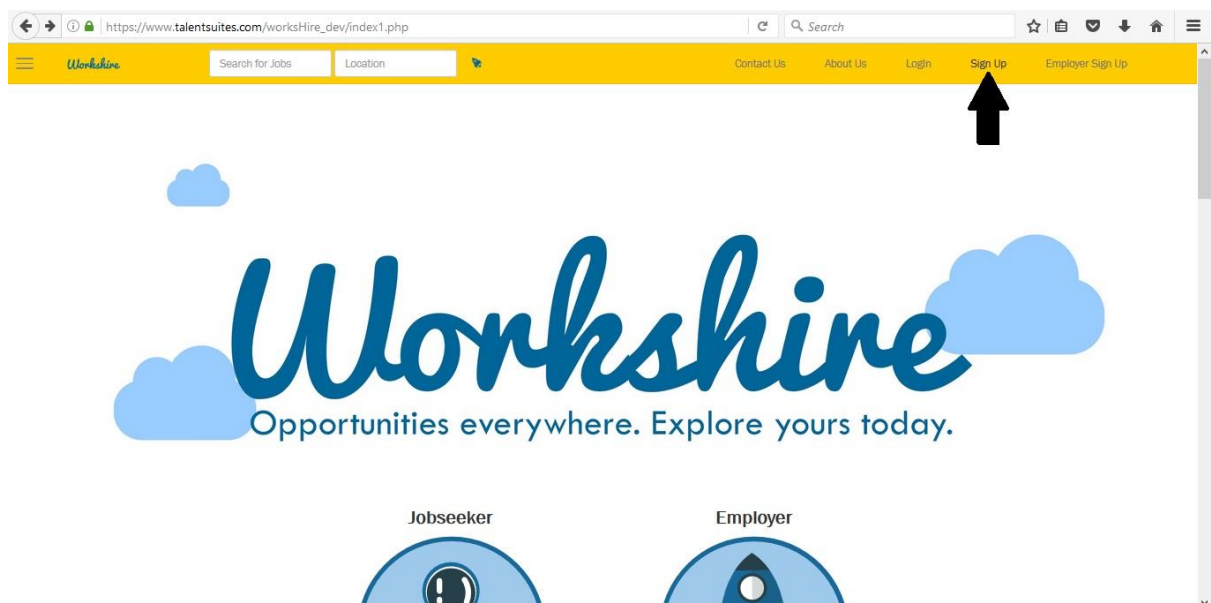 https://www.talentsuites.com/worksHire_dev/index1.php
Search
Workshire
Search for Jobs
Location
Contact Us
About Us
Login
Sign Up
Employer Sign Up
Workshire
Opportunities everywhere. Explore yours today.
Jobseeker
Employer